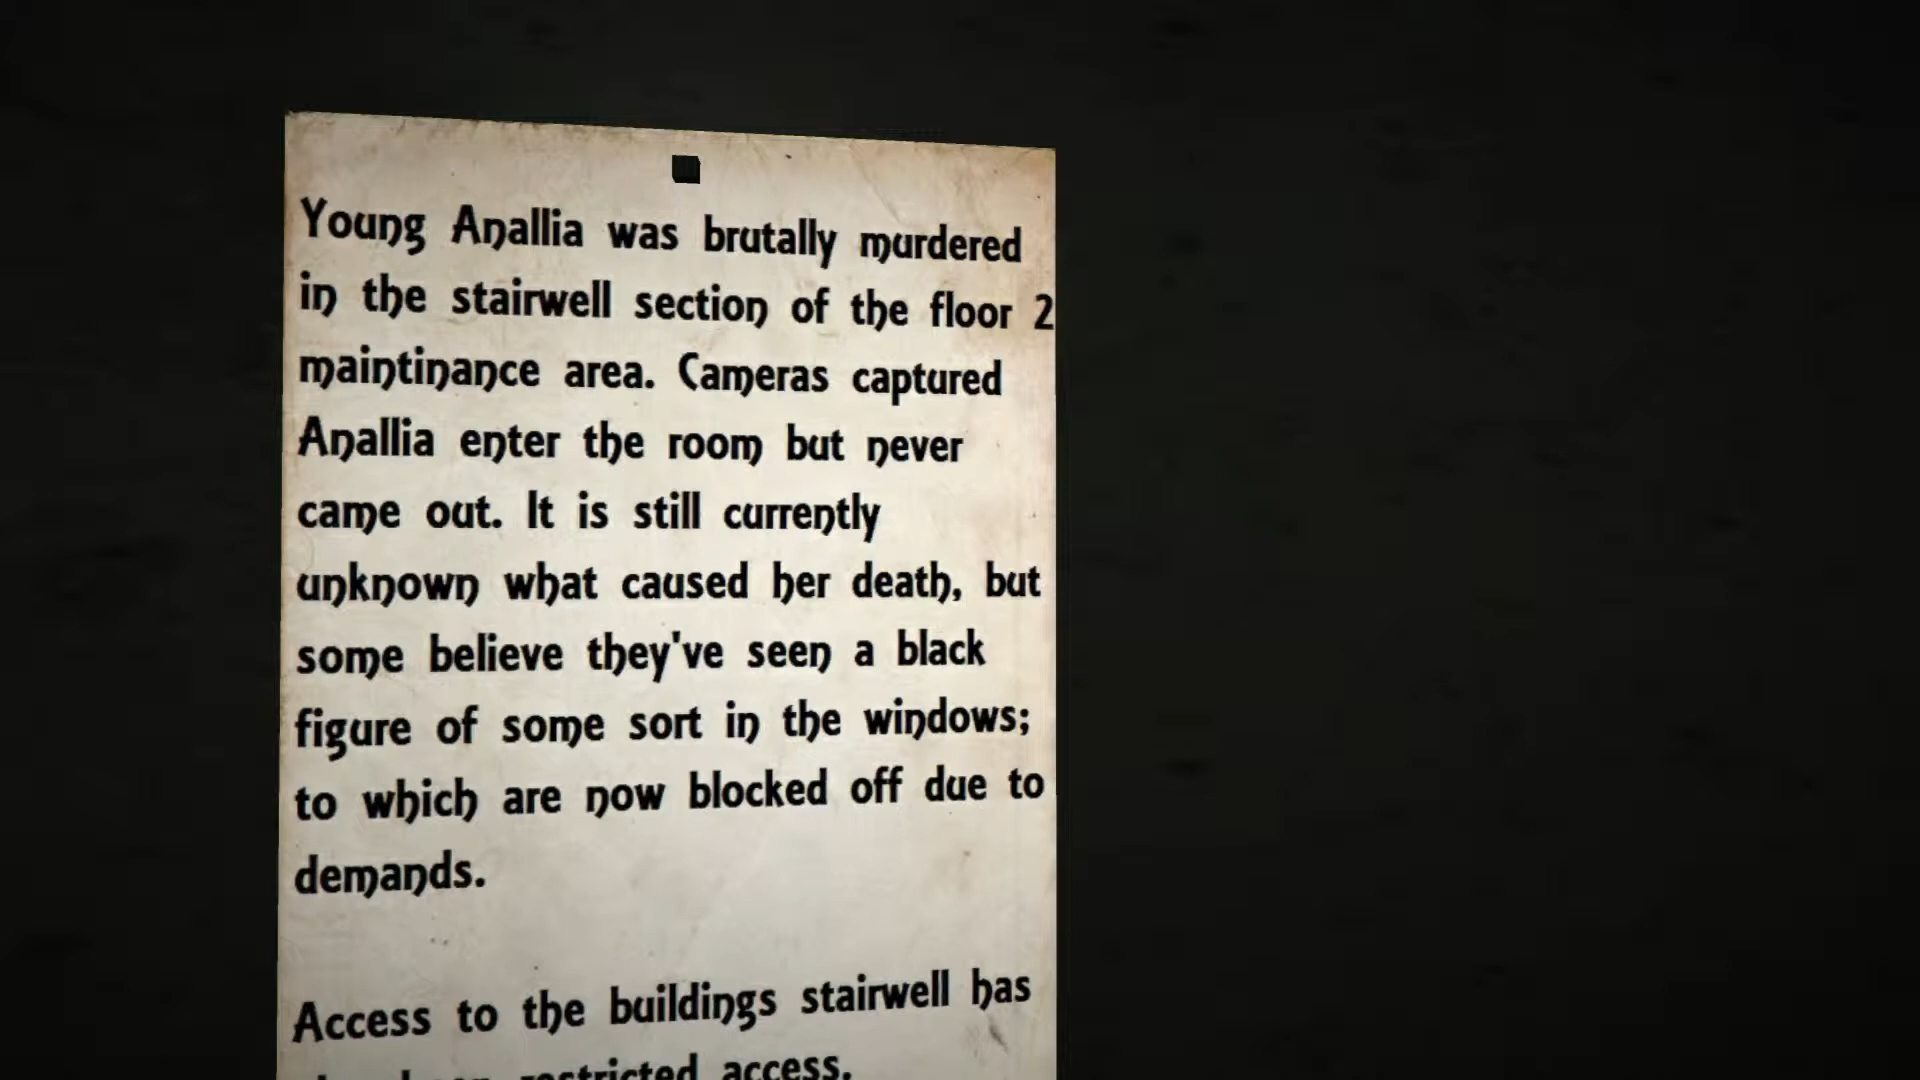 Young Anallia was brutally murdered
in the stairwell section of the floor 2
maintinance area. Cameras captured
Anallia enter the room but never
came out. It is still currently
unknown what caused her death, but
some believe they've seen a black
figure of some sort in the windows;
to which are now blocked off due to
demands.
Access to the buildings stairwell has
restricted access.